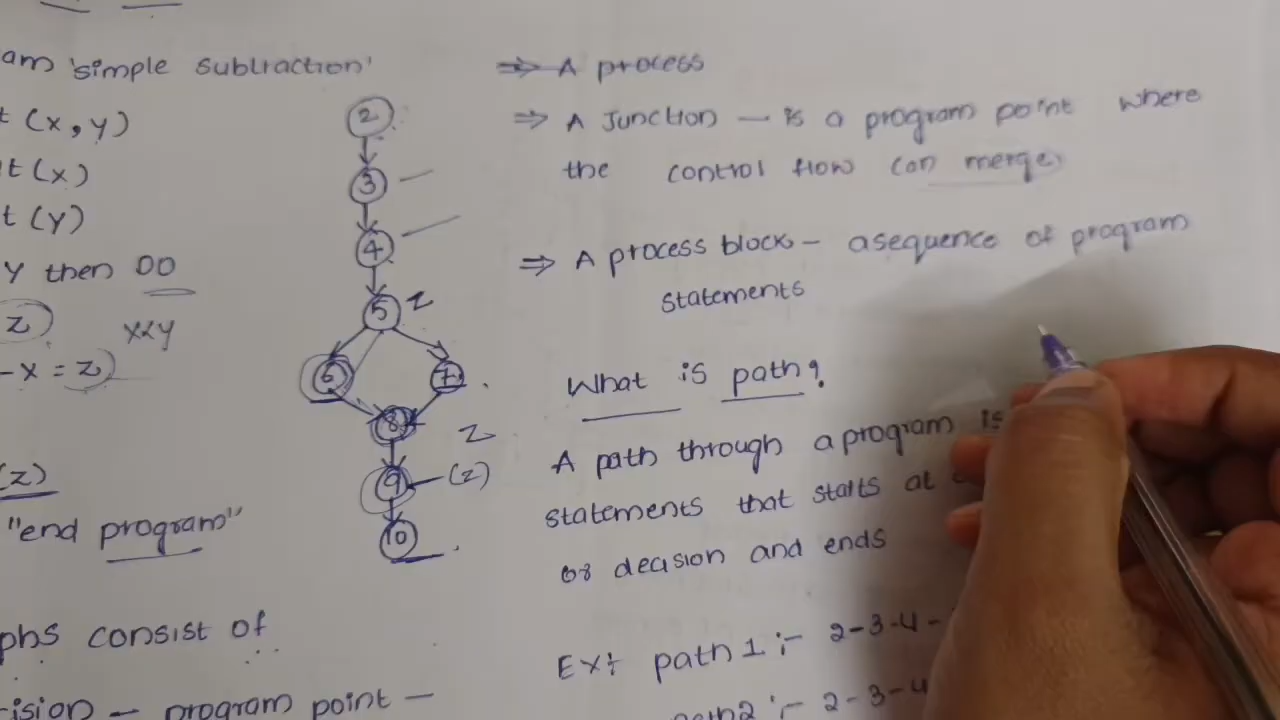 am 'simple subtraction'
t (x, y)
t (x)
t (y)
y then DO
z)
x<y
- x = z)
(z)
"end program"
phs consist of
ision — program point —
2
3
4
5 z
6 7
8
z
9 (z)
10
⇒ A process
⇒ A Junction — is a program point where
the control flow can merge
⇒ A process block - a sequence of program
statements
What is path?
A path through a program is
statements that starts at
or decision and ends
Ex: path 1 :- 2-3-4-
path2 :- 2-3-4